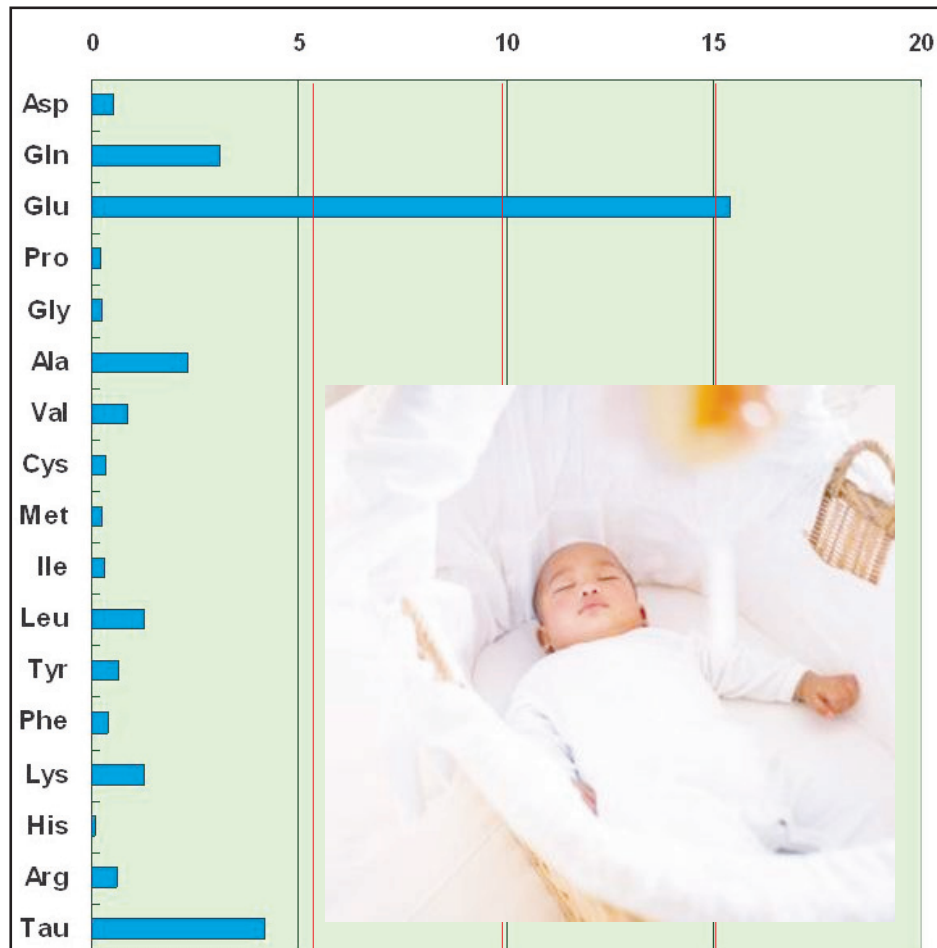 0 5 10 15 20
Asp
Gln
Glu
Pro
Gly
Ala
Val
Cys
Met
Ile
Leu
Tyr
Phe
Lys
His
Arg
Tau